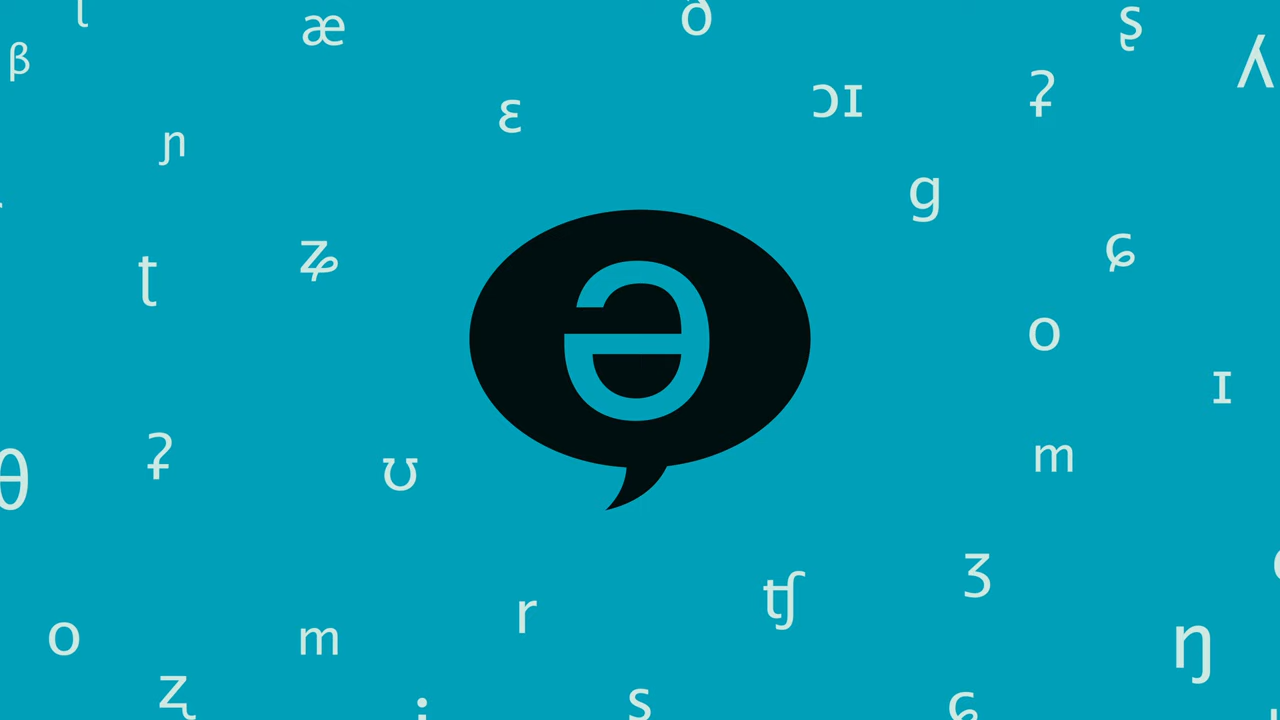 æ
ð
ʂ
β
ʎ
ʡ
ɔɪ
ɛ
ɲ
g
ɕ
ʑ
t
ə
o
ɪ
ʡ
m
ʊ
θ
ʒ
ʧ
r
o
m
ŋ
ʐ
s
ɕ